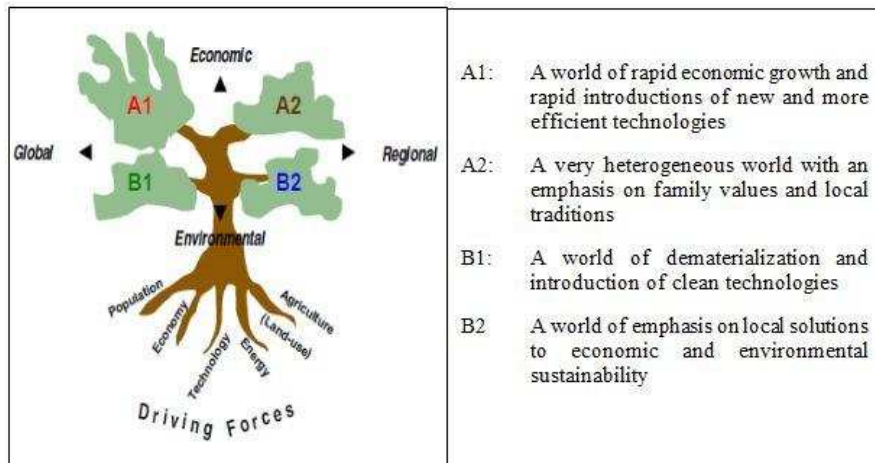 Economic
A1
A2
Global
Regional
B1
B2
Environmental
Population
Economy
Technology
Energy
Agriculture
(Land-use)
Driving Forces
A1: A world of rapid economic growth and
rapid introductions of new and more
efficient technologies
A2: A very heterogeneous world with an
emphasis on family values and local
traditions
B1: A world of dematerialization and
introduction of clean technologies
B2 A world of emphasis on local solutions
to economic and environmental
sustainability